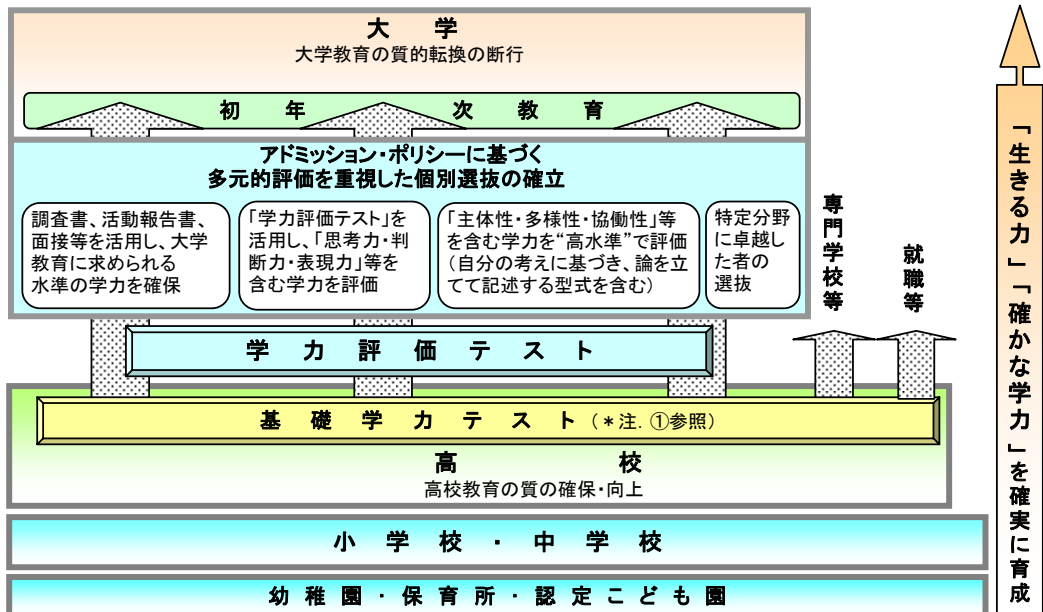 大学
大学教育の質的転換の断行
初年次教育
アドミッション・ポリシーに基づく
多元的評価を重視した個別選抜の確立
調査書、活動報告書、
面接等を活用し、大学
教育に求められる
水準の学力を確保
「学力評価テスト」を
活用し、「思考力・判
断力・表現力」等を
含む学力を評価
「主体性・多様性・協働性」等
を含む学力を“高水準”で評価
（自分の考えに基づき、論を立
てて記述する型式を含む）
特定分野
に卓越し
た者の
選抜
専門学校等
就職等
学力評価テスト
基礎学力テスト（＊注．①参照）
高校
高校教育の質の確保・向上
小学校・中学校
幼稚園・保育所・認定こども園
「生きる力」「確かな学力」を確実に育成